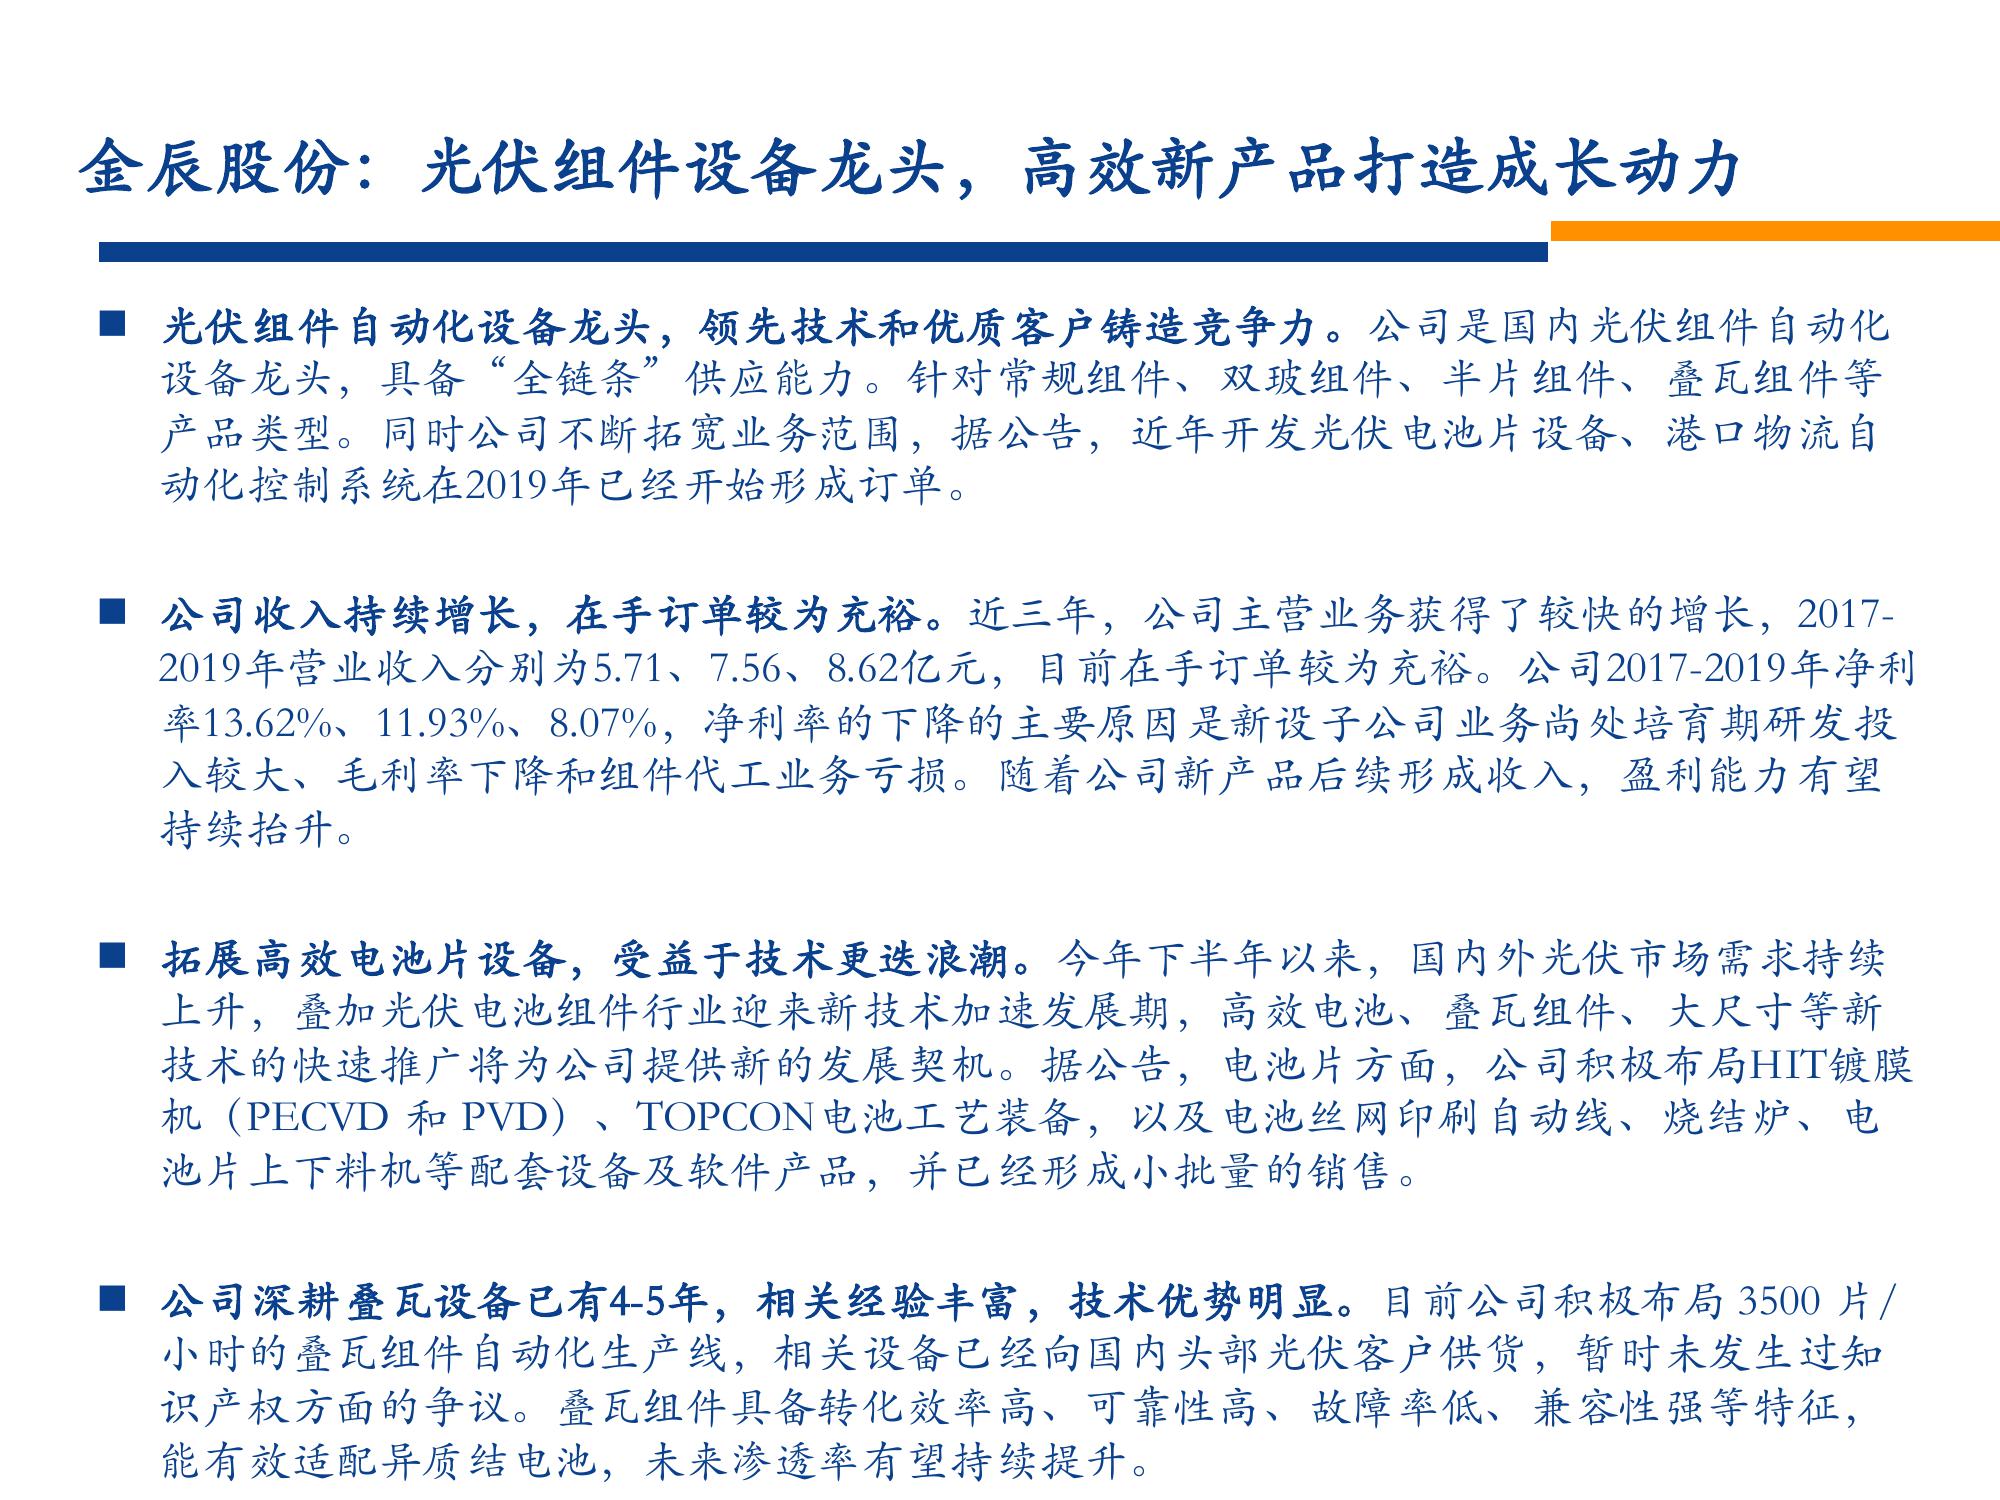 金辰股份：光伏组件设备龙头，高效新产品打造成长动力
■ 光伏组件自动化设备龙头，领先技术和优质客户铸造竞争力。公司是国内光伏组件自动化
设备龙头，具备“全链条”供应能力。针对常规组件、双玻组件、半片组件、叠瓦组件等
产品类型。同时公司不断拓宽业务范围，据公告，近年开发光伏电池片设备、港口物流自
动化控制系统在2019年已经开始形成订单。
■ 公司收入持续增长，在手订单较为充裕。近三年，公司主营业务获得了较快的增长，2017-
2019年营业收入分别为5.71、7.56、8.62亿元，目前在手订单较为充裕。公司2017-2019年净利
率13.62%、11.93%、8.07%，净利率的下降的主要原因是新设子公司业务尚处培育期研发投
入较大、毛利率下降和组件代工业务亏损。随着公司新产品后续形成收入，盈利能力有望
持续抬升。
■ 拓展高效电池片设备，受益于技术更迭浪潮。今年下半年以来，国内外光伏市场需求持续
上升，叠加光伏电池组件行业迎来新技术加速发展期，高效电池、叠瓦组件、大尺寸等新
技术的快速推广将为公司提供新的发展契机。据公告，电池片方面，公司积极布局HIT镀膜
机（PECVD 和 PVD）、TOPCON电池工艺装备，以及电池丝网印刷自动线、烧结炉、电
池片上下料机等配套设备及软件产品，并已经形成小批量的销售。
■ 公司深耕叠瓦设备已有4-5年，相关经验丰富，技术优势明显。目前公司积极布局 3500 片/
小时的叠瓦组件自动化生产线，相关设备已经向国内头部光伏客户供货，暂时未发生过知
识产权方面的争议。叠瓦组件具备转化效率高、可靠性高、故障率低、兼容性强等特征，
能有效适配异质结电池，未来渗透率有望持续提升。